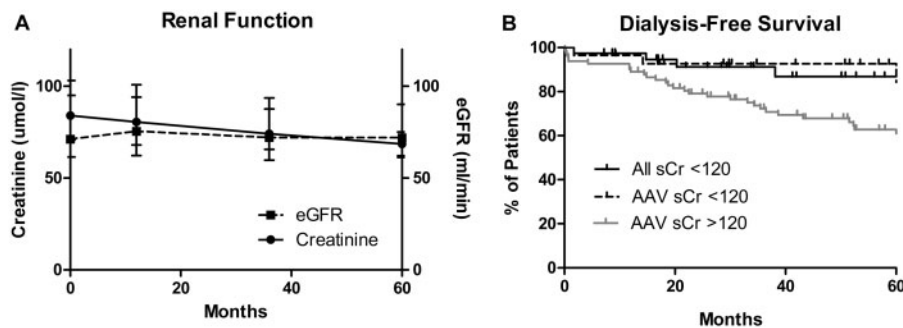 A
Renal Function
Creatinine (umol/l)
100
50
0
eGFR
Creatinine
100
50
0
eGFR (ml/min)
0
20
40
60
Months
B
Dialysis-Free Survival
% of Patients
100
80
60
40
20
0
All sCr <120
AAV sCr <120
AAV sCr >120
0
20
40
60
Months